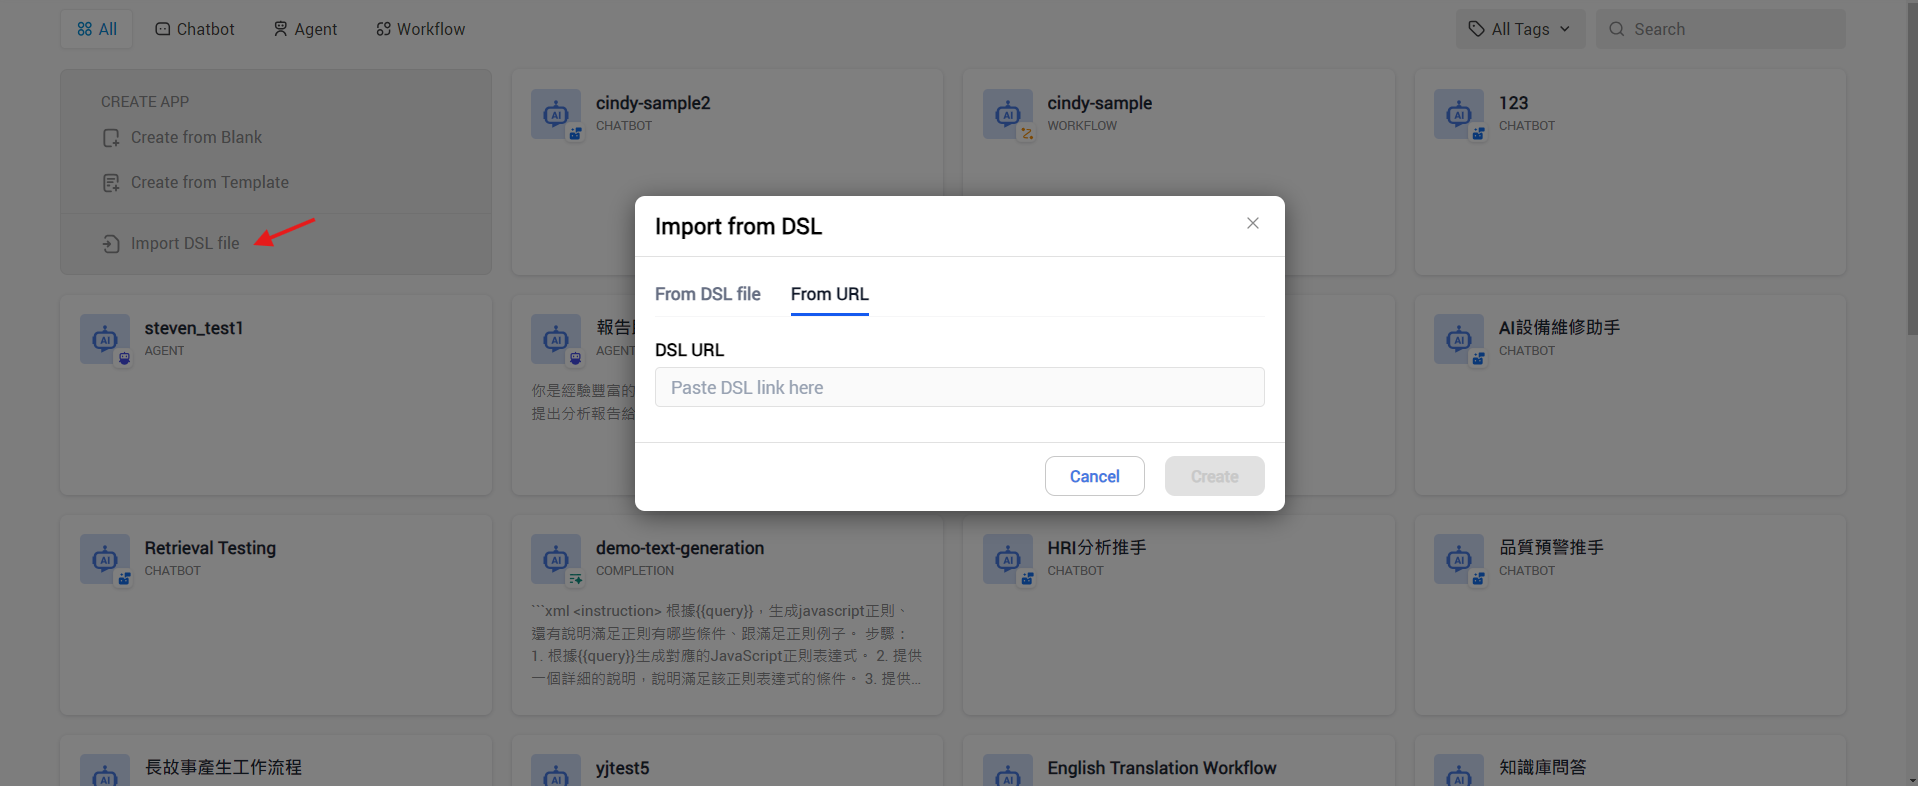 All
Chatbot
Agent
Workflow
All Tags
Search
CREATE APP
Create from Blank
Create from Template
Import DSL file
cindy-sample2
CHATBOT
cindy-sample
WORKFLOW
123
CHATBOT
Import from DSL
From DSL file
From URL
DSL URL
Paste DSL link here
Cancel
Create
steven_test1
AGENT
報告
AGENT
你是經驗豐富的
提出分析報告給
AI設備維修助手
CHATBOT
Retrieval Testing
CHATBOT
demo-text-generation
COMPLETION
```xml <instruction> 根據{{query}}，生成javascript正則、
還有說明滿足正則有哪些條件、跟滿足正則例子。 步驟：
1. 根據{{query}}生成對應的JavaScript正則表達式。 2. 提供
一個詳細的說明，說明滿足該正則表達式的條件。 3. 提供...
HRI分析推手
CHATBOT
品質預警推手
CHATBOT
長故事產生工作流程
yjtest5
English Translation Workflow
知識庫問答